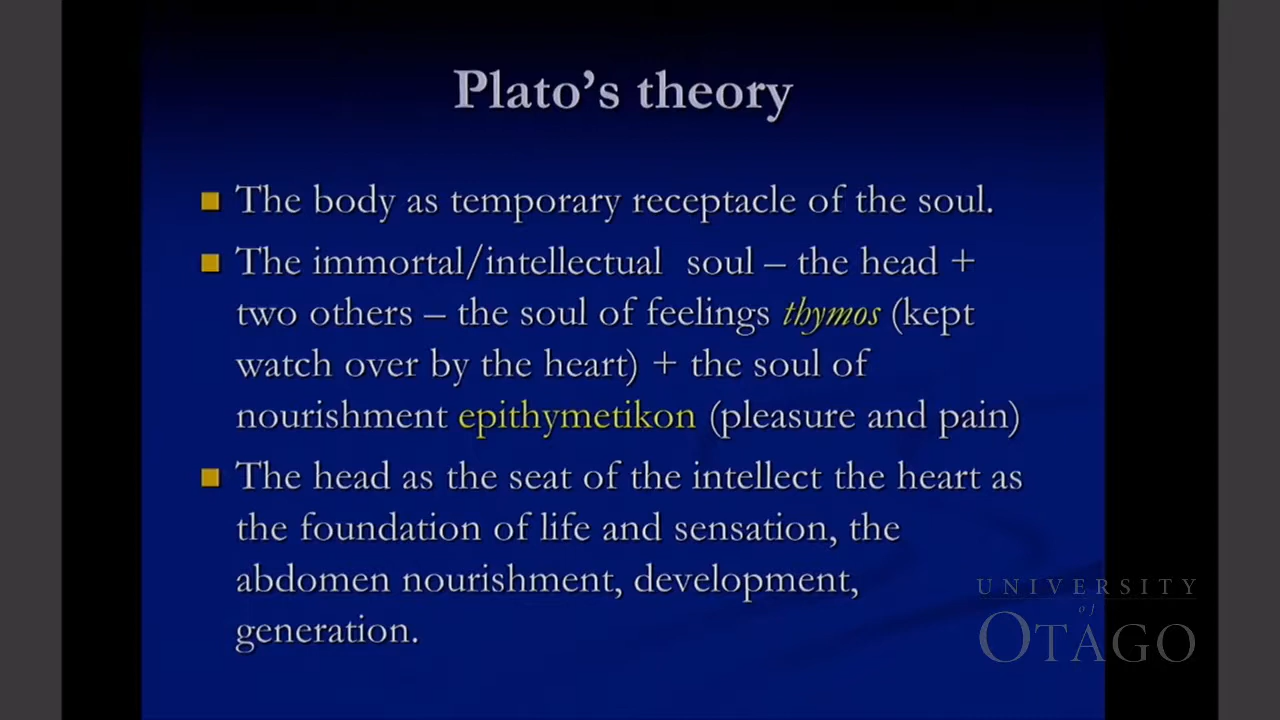 Plato's theory
The body as temporary receptacle of the soul.
The immortal/intellectual soul – the head +
two others – the soul of feelings thymos (kept
watch over by the heart) + the soul of
nourishment epithymetikon (pleasure and pain)
The head as the seat of the intellect the heart as
the foundation of life and sensation, the
abdomen nourishment, development,
generation.
UNIVERSITY
of
OTAGO